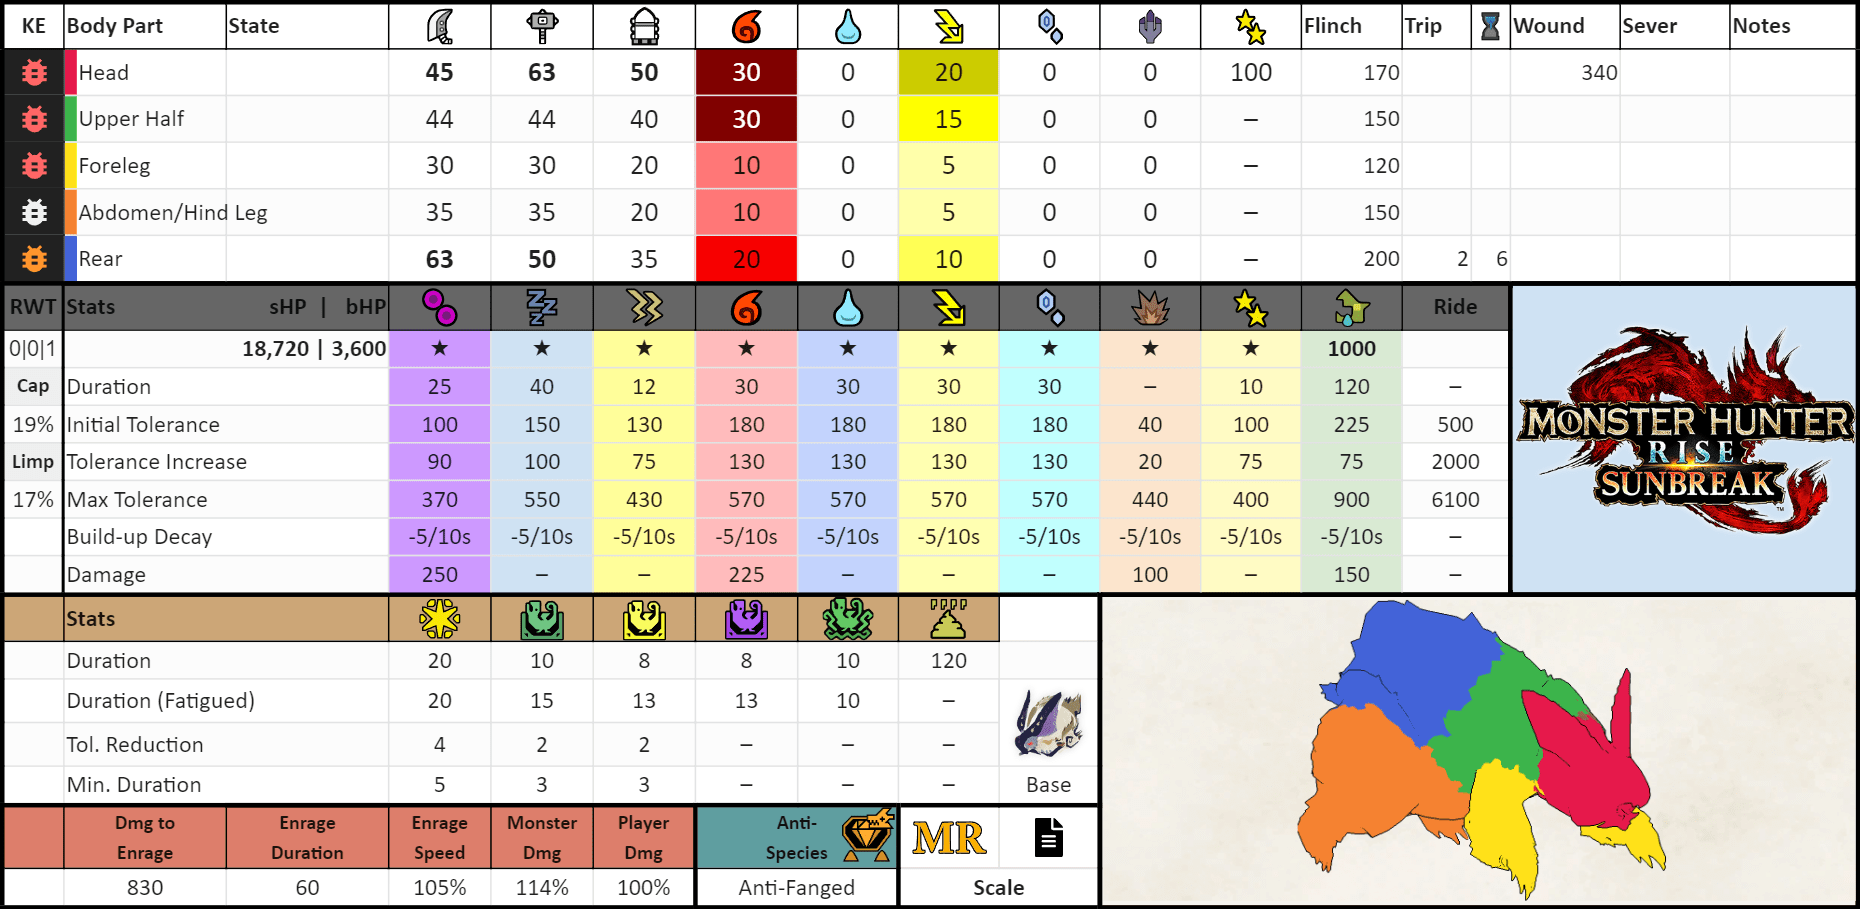 KE Body Part State Flinch Trip Wound Sever Notes
Head 45 63 50 30 0 20 0 0 100 170 340
Upper Half 44 44 40 30 0 15 0 0 – 150
Foreleg 30 30 20 10 0 5 0 0 – 120
Abdomen/Hind Leg 35 35 20 10 0 5 0 0 – 150
Rear 63 50 35 20 0 10 0 0 – 200 2 6
RWT Stats sHP | bHP Ride
0|0|1 18,720 | 3,600 ★ ★ ★ ★ ★ ★ ★ ★ ★ 1000
Cap Duration 25 40 12 30 30 30 30 – 10 120 –
19% Initial Tolerance 100 150 130 180 180 180 180 40 100 225 500
Limp Tolerance Increase 90 100 75 130 130 130 130 20 75 75 2000
17% Max Tolerance 370 550 430 570 570 570 570 440 400 900 6100
Build-up Decay -5/10s -5/10s -5/10s -5/10s -5/10s -5/10s -5/10s -5/10s -5/10s -5/10s –
Damage 250 – – 225 – – – 100 – 150 –
MONSTER HUNTER
RISE
SUNBREAK
™
Stats
Duration 20 10 8 8 10 120
Duration (Fatigued) 20 15 13 13 10 –
Tol. Reduction 4 2 2 – – –
Min. Duration 5 3 3 – – – Base
Dmg to Enrage Enrage Monster Player Anti-
Enrage Duration Speed Dmg Dmg Species
MR
830 60 105% 114% 100% Anti-Fanged Scale